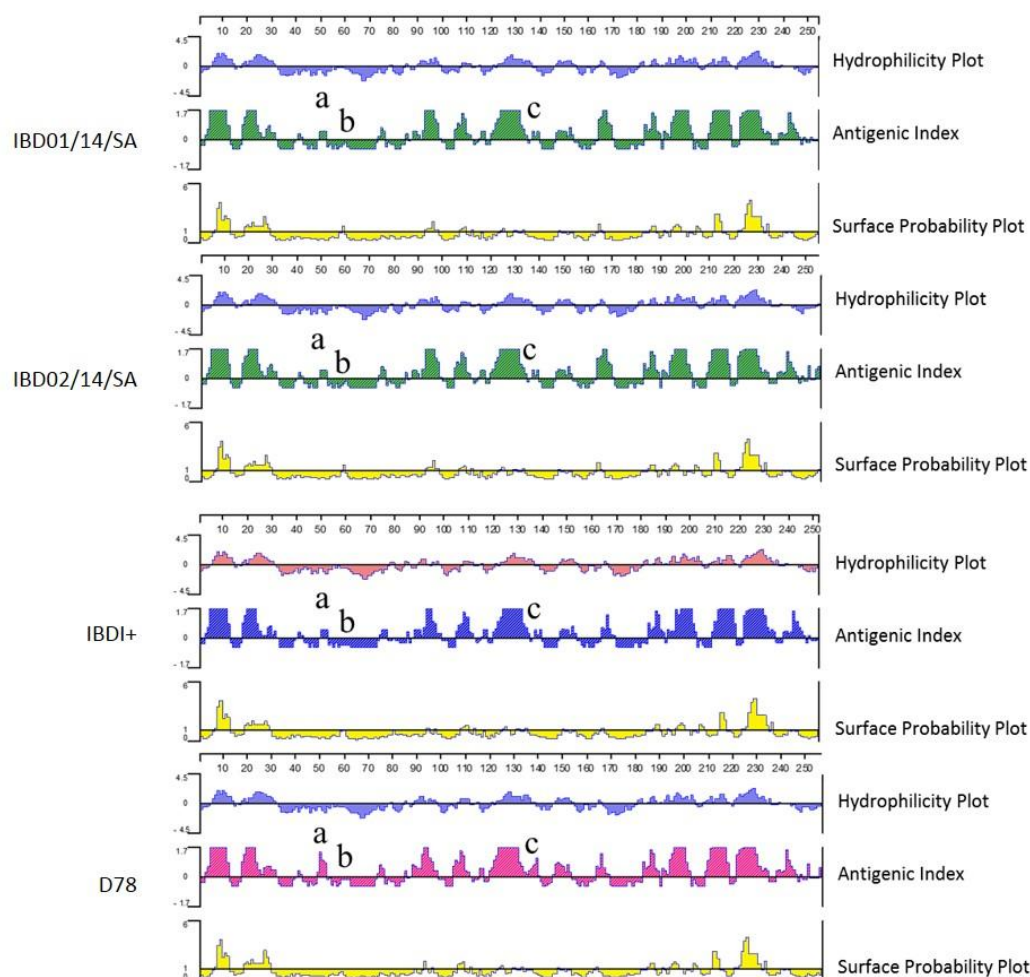 10 20 30 40 50 60 70 80 90 100 110 120 130 140 150 160 170 180 190 200 210 220 230 240 250
4.5
0
- 4.5
Hydrophilicity Plot
a
b
c
IBD01/14/SA
1.7
0
- 1.7
Antigenic Index
6
1
0
Surface Probability Plot
10 20 30 40 50 60 70 80 90 100 110 120 130 140 150 160 170 180 190 200 210 220 230 240 250
4.5
0
- 4.5
Hydrophilicity Plot
a
b
c
IBD02/14/SA
1.7
0
- 1.7
Antigenic Index
6
1
0
Surface Probability Plot
10 20 30 40 50 60 70 80 90 100 110 120 130 140 150 160 170 180 190 200 210 220 230 240 250
4.5
0
- 4.5
Hydrophilicity Plot
a
b
c
IBDI+
1.7
0
- 1.7
Antigenic Index
6
1
0
Surface Probability Plot
10 20 30 40 50 60 70 80 90 100 110 120 130 140 150 160 170 180 190 200 210 220 230 240 250
4.5
0
- 4.5
Hydrophilicity Plot
a
b
c
D78
1.7
0
- 1.7
Antigenic Index
6
1
0
Surface Probability Plot